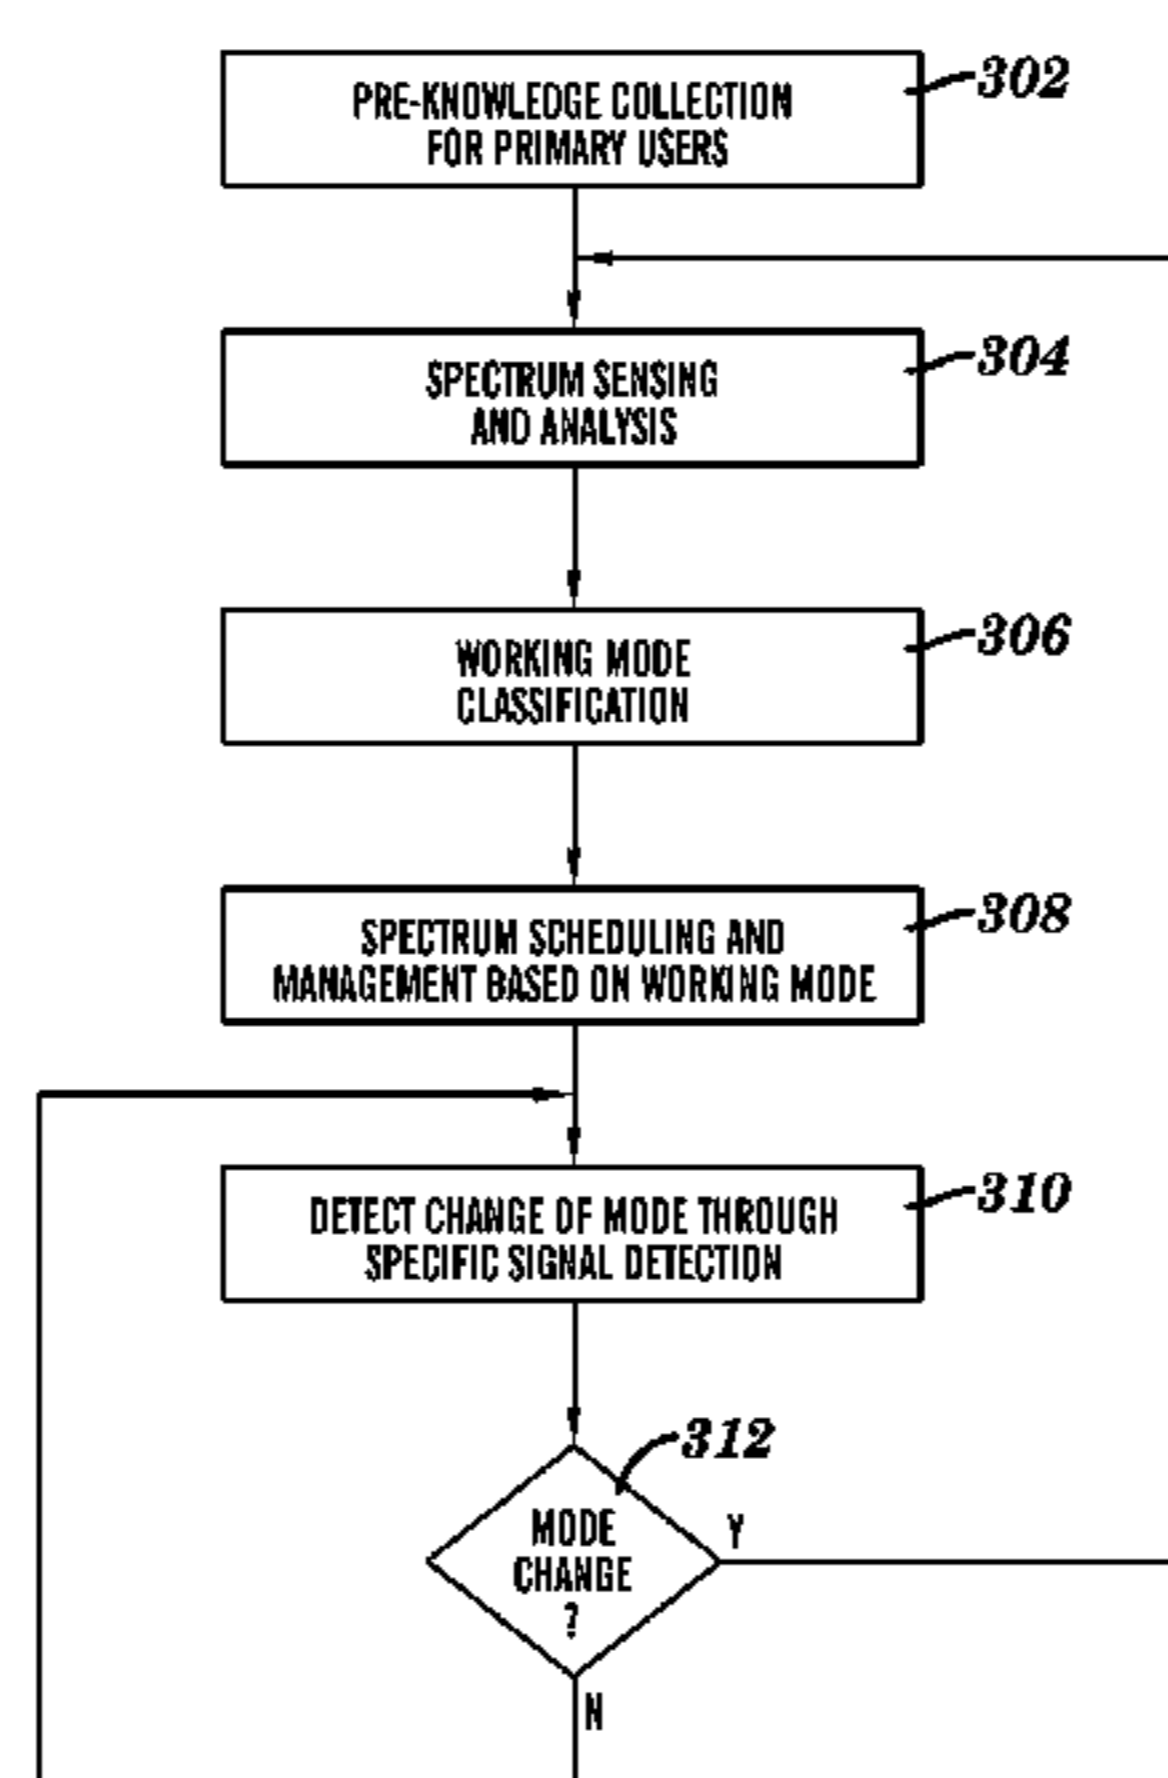 302
PRE-KNOWLEDGE COLLECTION
FOR PRIMARY USERS
304
SPECTRUM SENSING
AND ANALYSIS
306
WORKING MODE
CLASSIFICATION
308
SPECTRUM SCHEDULING AND
MANAGEMENT BASED ON WORKING MODE
310
DETECT CHANGE OF MODE THROUGH
SPECIFIC SIGNAL DETECTION
312
MODE
CHANGE
?
Y
N